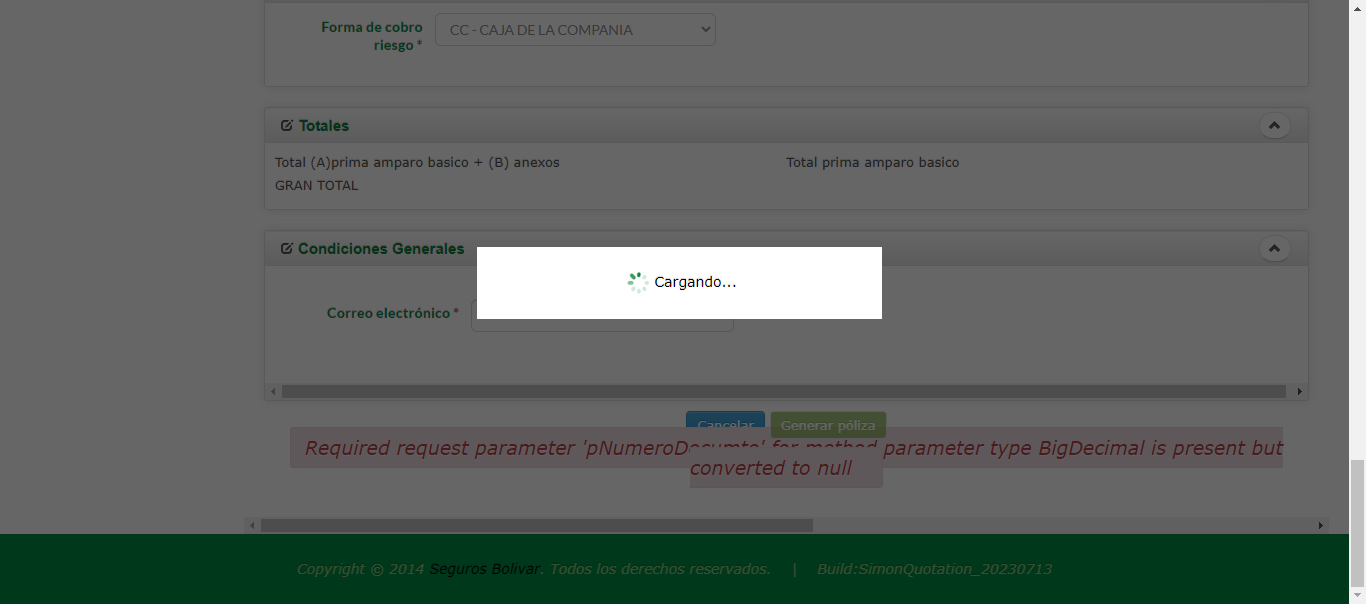 Forma de cobro
riesgo *
CC - CAJA DE LA COMPANIA
Totales
Total (A)prima amparo basico + (B) anexos
Total prima amparo basico
GRAN TOTAL
Condiciones Generales
Cargando...
Correo electrónico *
Cancelar
Generar póliza
Required request parameter 'pNumeroDocumto' for method parameter type BigDecimal is present but
converted to null
Copyright © 2014 Seguros Bolivar. Todos los derechos reservados. | Build:SimonQuotation_20230713